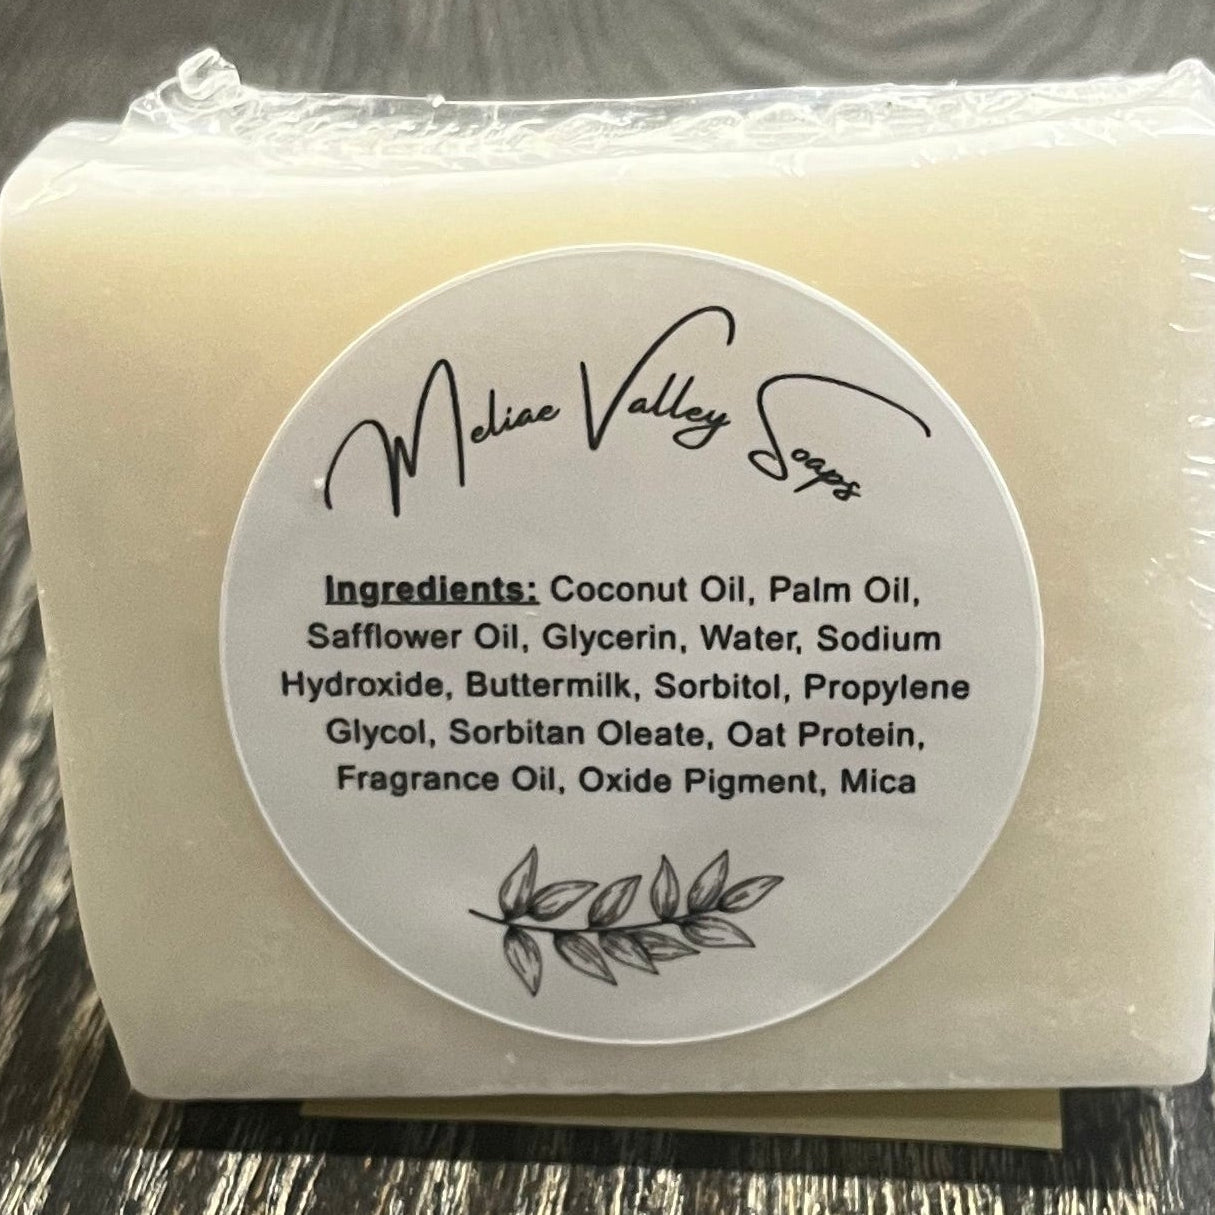 Meliae Valley Soaps
Ingredients: Coconut Oil, Palm Oil,
Safflower Oil, Glycerin, Water, Sodium
Hydroxide, Buttermilk, Sorbitol, Propylene
Glycol, Sorbitan Oleate, Oat Protein,
Fragrance Oil, Oxide Pigment, Mica